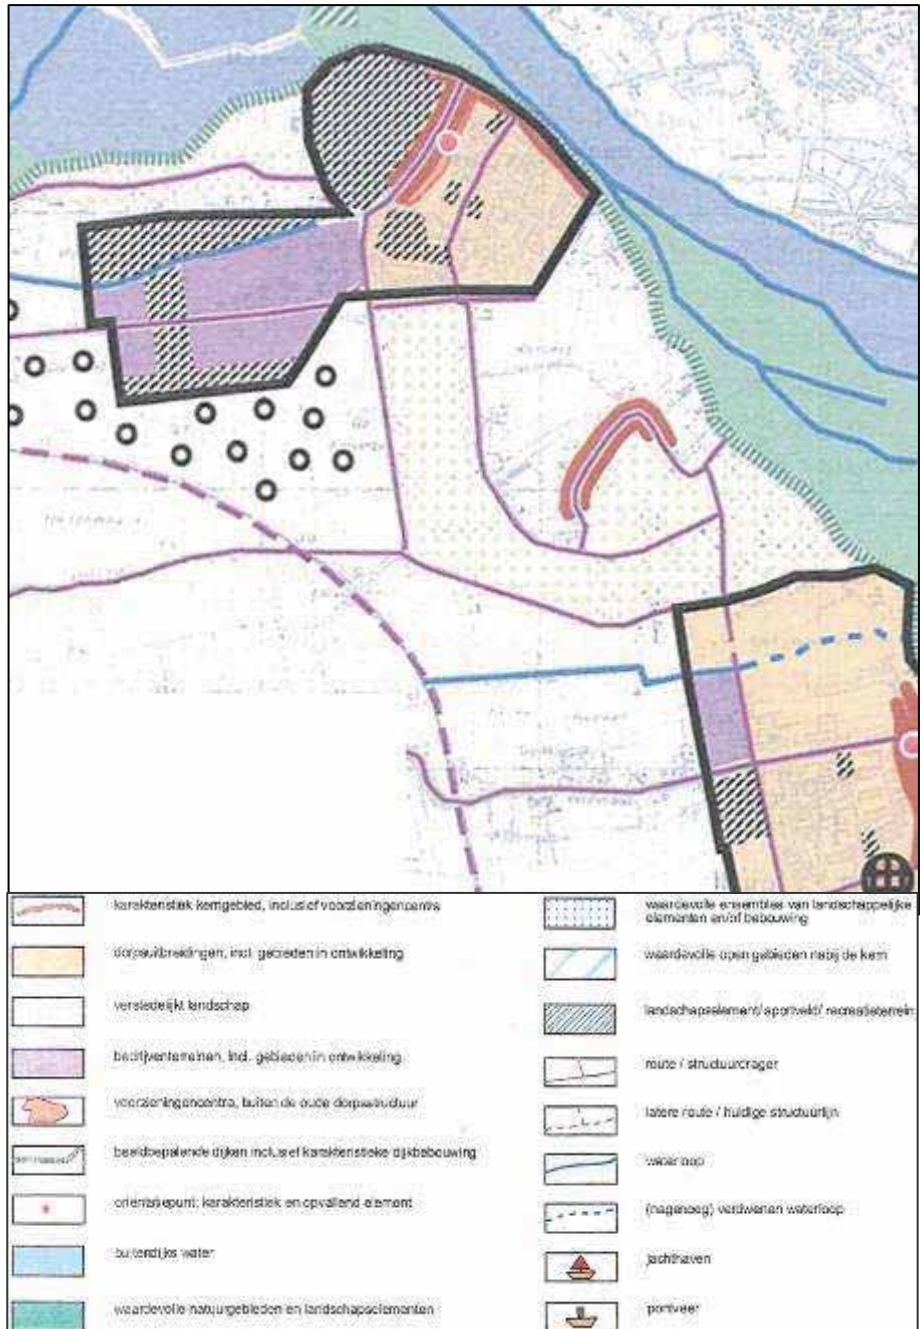 karakteristiek kerngebied, inclusief voorzieningencentra
dorpsuitbreidingen, incl. gebieden in ontwikkeling
verstedelijkt landschap
bedrijventerreinen, incl. gebieden in ontwikkeling
voorzieningencentra, buiten de oude dorpsstructuur
beeldbepalende dijken inclusief karakteristieke dijkbebouwing
orientatiepunt; karakteristiek en opvallend element
buitendijks water
waardevolle natuurgebieden en landschapselementen
waardevolle ensembles van landschappelijke
elementen en/of bebouwing
waardevolle open gebieden nabij de kern
landschapselement/ sportveld/ recreatieterrein
route / structuurdrager
latere route / huidige structuurlijn
waterloop
(nagenoeg) verdwenen waterloop
jachthaven
pontveer